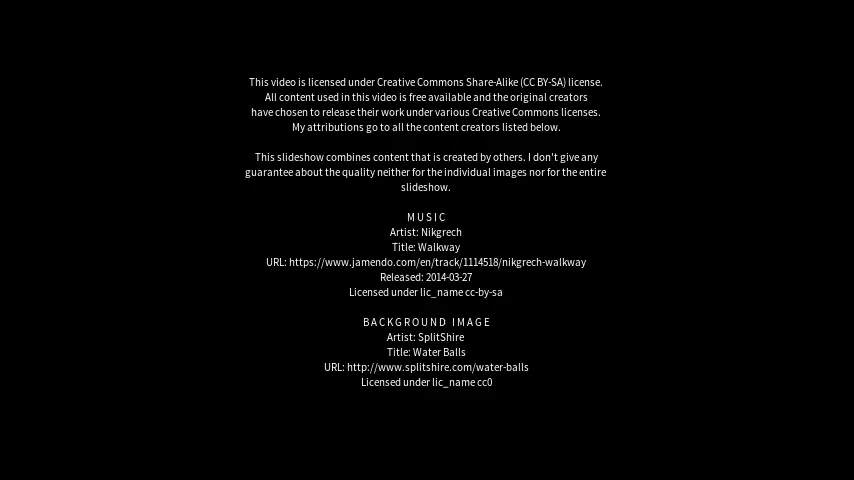 This video is licensed under Creative Commons Share-Alike (CC BY-SA) license.
All content used in this video is free available and the original creators
have chosen to release their work under various Creative Commons licenses.
My attributions go to all the content creators listed below.
This slideshow combines content that is created by others. I don't give any
guarantee about the quality neither for the individual images nor for the entire
slideshow.
MUSIC
Artist: Nikgrech
Title: Walkway
URL: https://www.jamendo.com/en/track/1114518/nikgrech-walkway
Released: 2014-03-27
Licensed under lic_name cc-by-sa
BACKGROUND IMAGE
Artist: SplitShire
Title: Water Balls
URL: http://www.splitshire.com/water-balls
Licensed under lic_name cc0